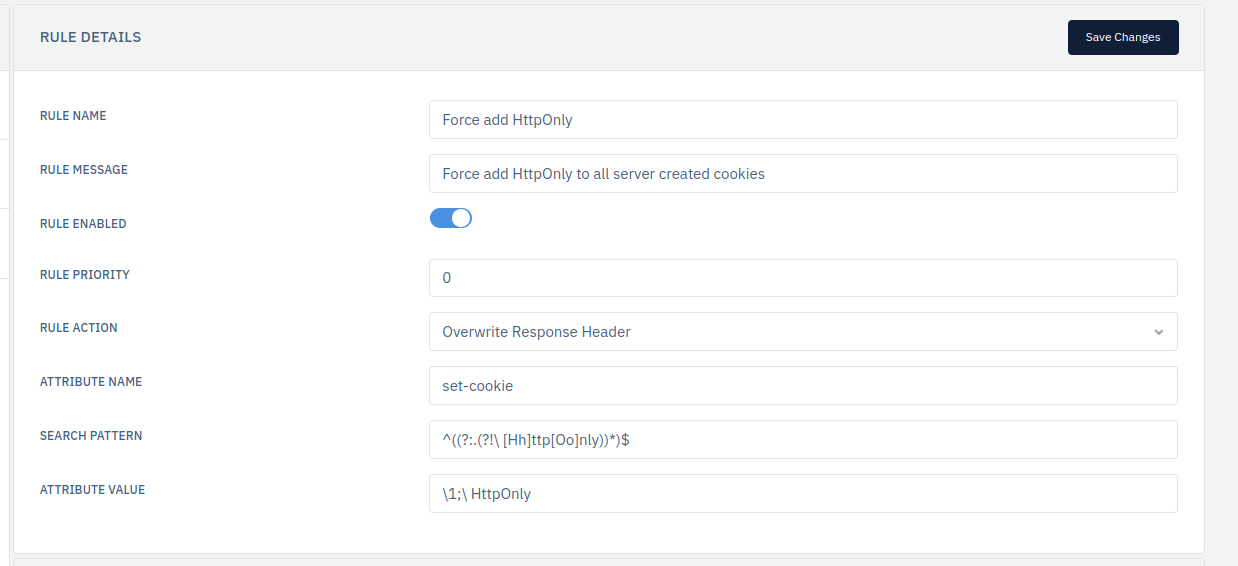 RULE DETAILS
Save Changes
RULE NAME
Force add HttpOnly
RULE MESSAGE
Force add HttpOnly to all server created cookies
RULE ENABLED
RULE PRIORITY
0
RULE ACTION
Overwrite Response Header
ATTRIBUTE NAME
set-cookie
SEARCH PATTERN
^((?:.(?!\ [Hh]ttp[Oo]nly))*)$
ATTRIBUTE VALUE
\1;\ HttpOnly